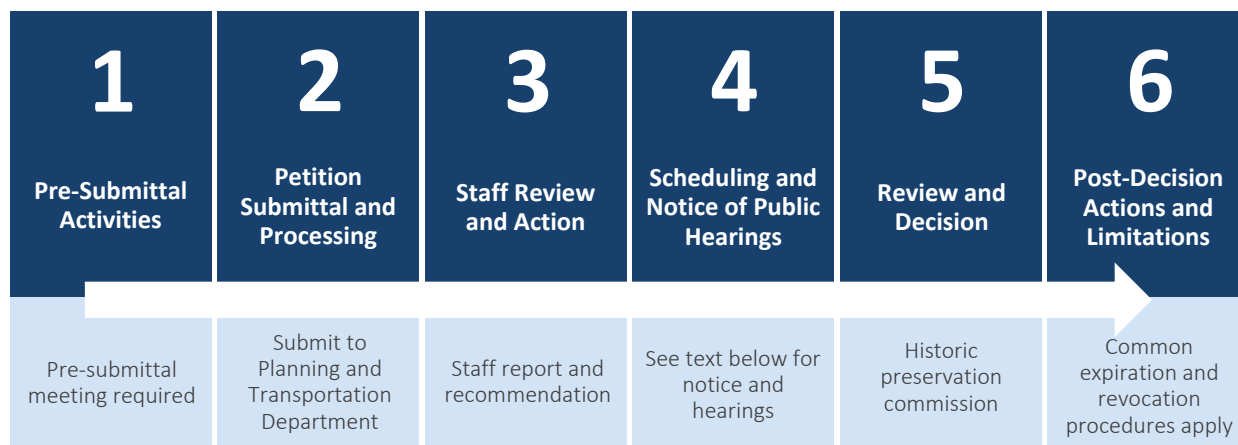 1
Pre-Submittal
Activities
Pre-submittal
meeting required
2
Petition
Submittal and
Processing
Submit to
Planning and
Transportation
Department
3
Staff Review
and Action
Staff report and
recommendation
4
Scheduling and
Notice of Public
Hearings
See text below for
notice and
hearings
5
Review and
Decision
Historic
preservation
commission
6
Post-Decision
Actions and
Limitations
Common
expiration and
revocation
procedures apply